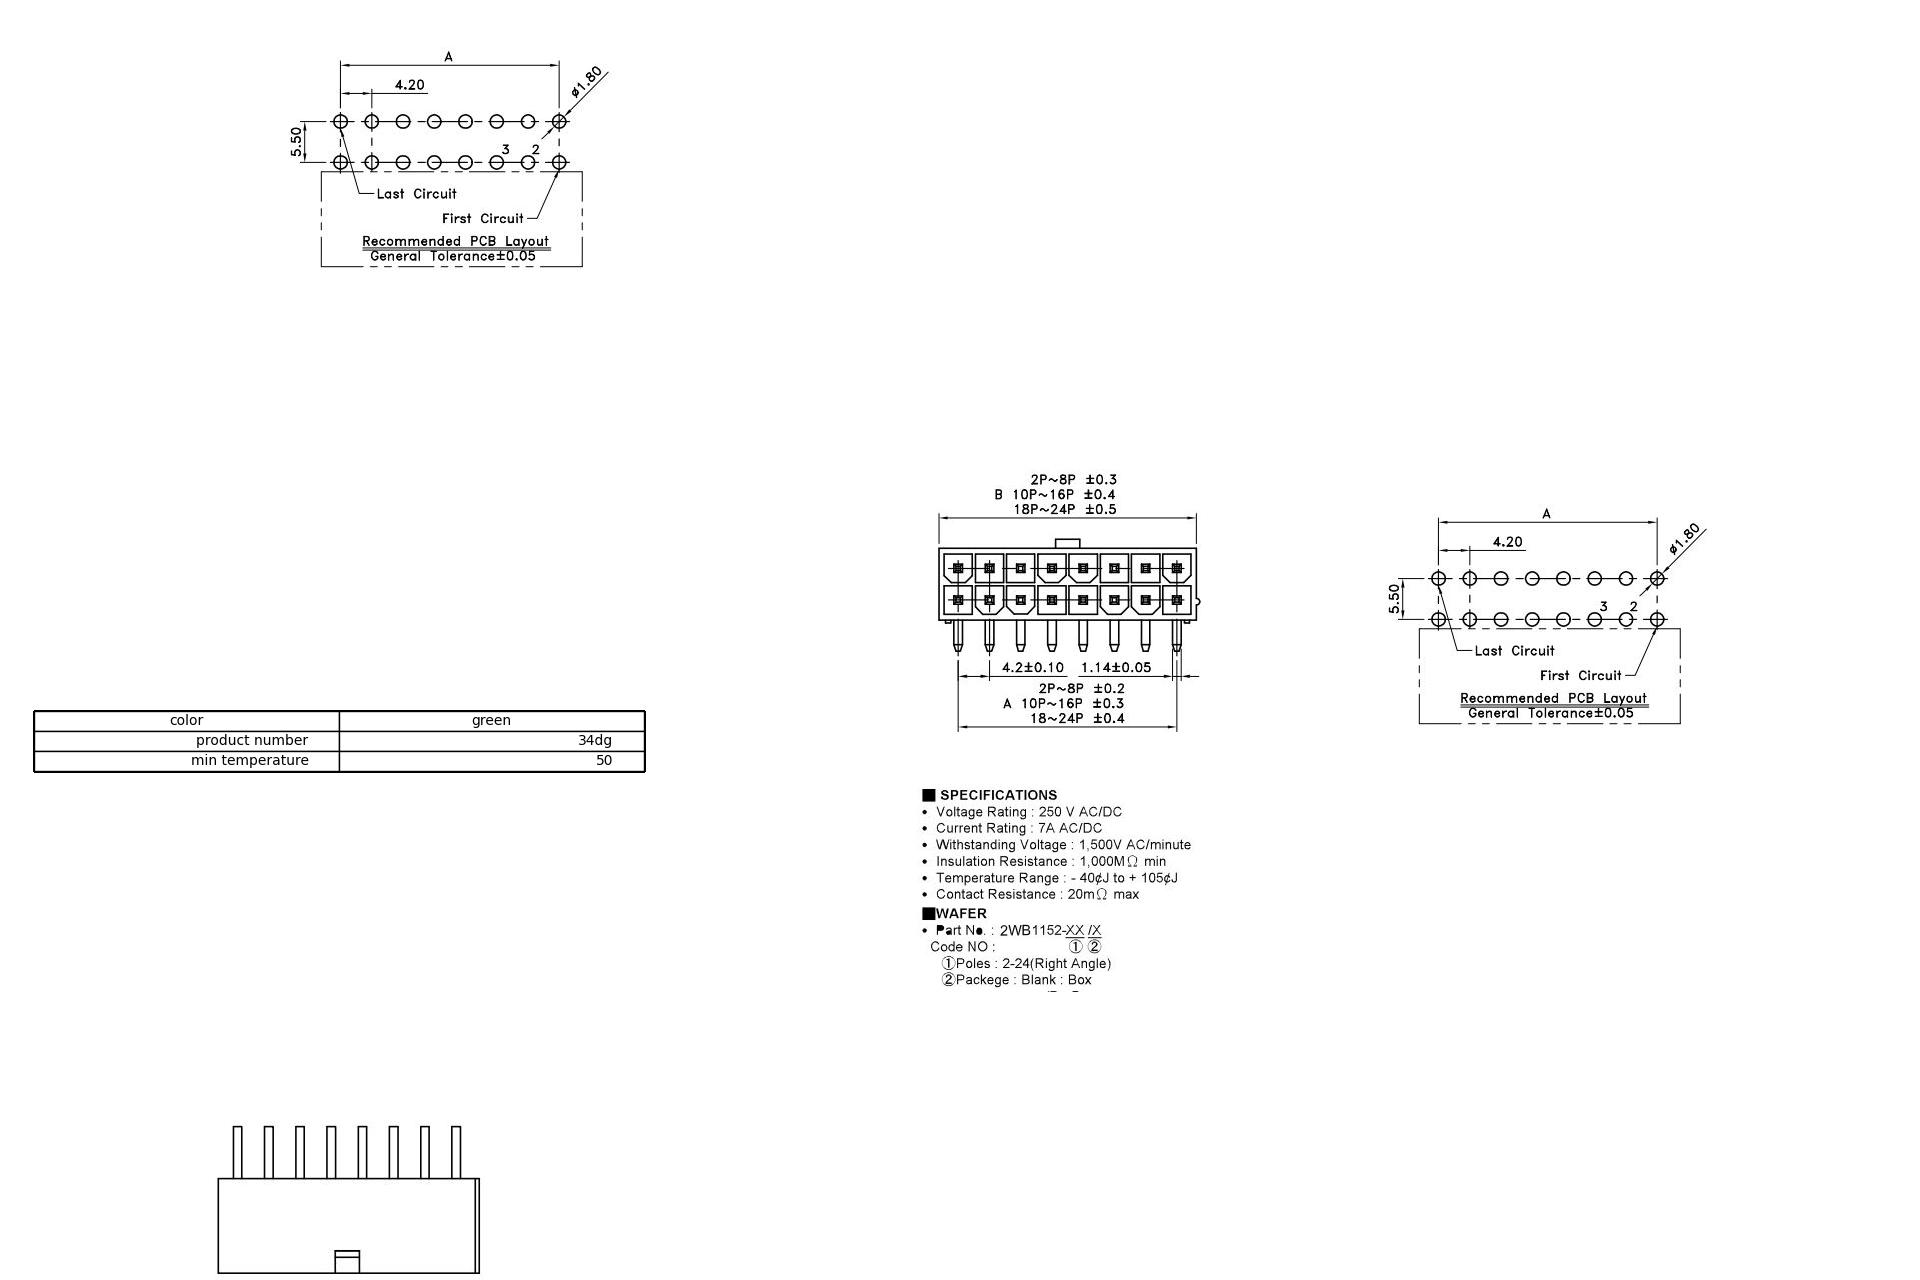 A
4.20
ø1.80
5.50
3 2
Last Circuit
First Circuit
Recommended PCB Layout
General Tolerance±0.05
2P~8P ±0.3
B 10P~16P ±0.4
18P~24P ±0.5
4.2±0.10 1.14±0.05
2P~8P ±0.2
A 10P~16P ±0.3
18~24P ±0.4
A
4.20
ø1.80
5.50
3 2
Last Circuit
First Circuit
Recommended PCB Layout
General Tolerance±0.05
color green
product number 34dg
min temperature 50
■ SPECIFICATIONS
• Voltage Rating : 250 V AC/DC
• Current Rating : 7A AC/DC
• Withstanding Voltage : 1,500V AC/minute
• Insulation Resistance : 1,000MΩ min
• Temperature Range : - 40¢J to + 105¢J
• Contact Resistance : 20mΩ max
■WAFER
• Part No. : 2WB1152-XX /X
Code NO : ① ②
①Poles : 2-24(Right Angle)
②Packege : Blank : Box